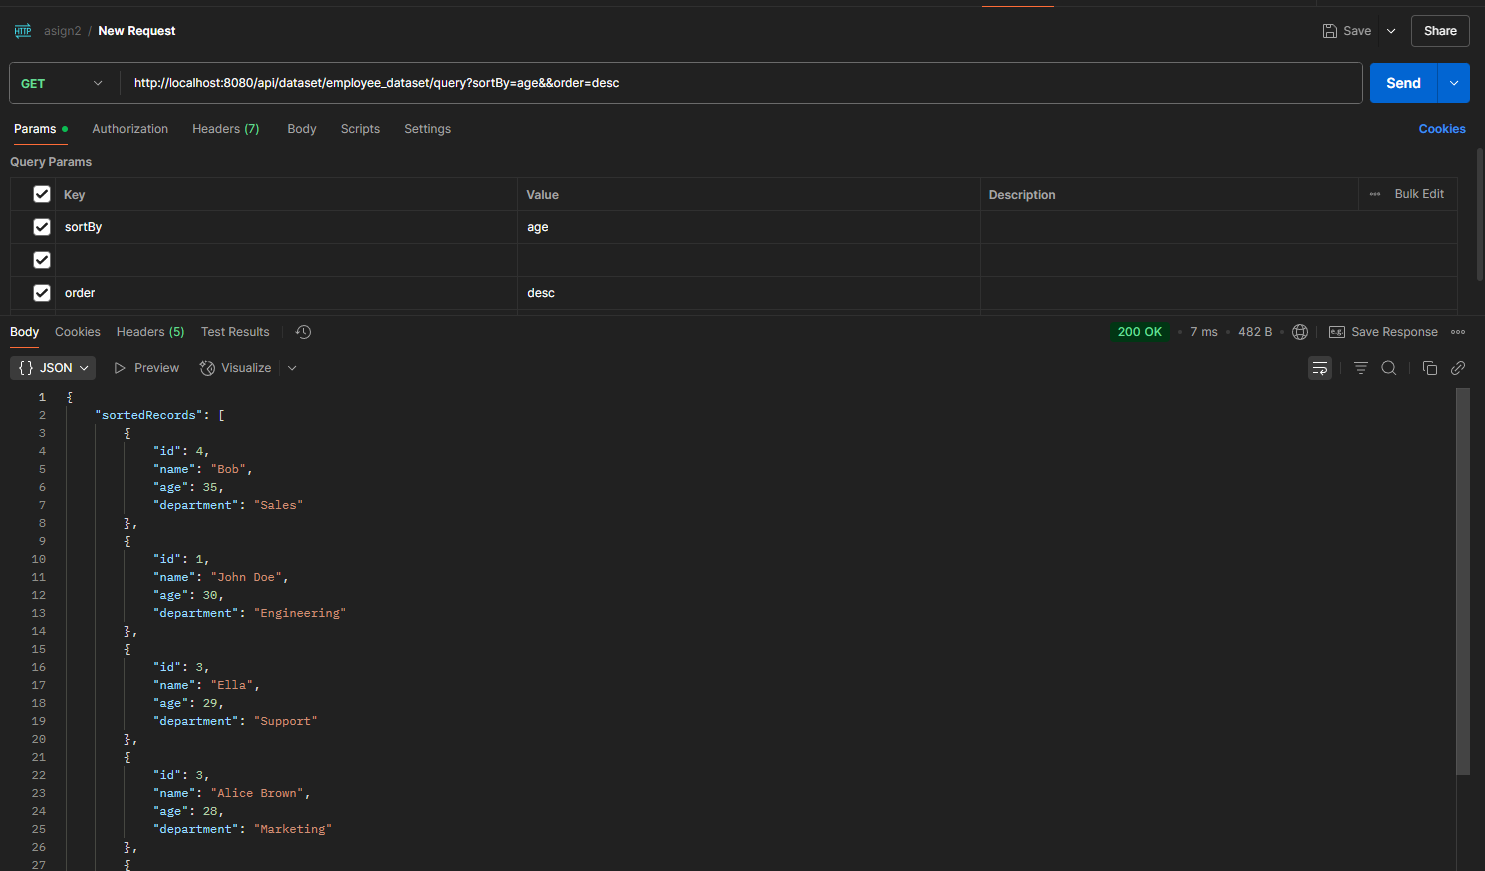 HTTP asign2 / New Request Save Share
GET http://localhost:8080/api/dataset/employee_dataset/query?sortBy=age&&order=desc Send
Params Authorization Headers (7) Body Scripts Settings Cookies
Query Params
Key Value Description Bulk Edit
sortBy age
order desc
Body Cookies Headers (5) Test Results 200 OK • 7 ms • 482 B • e.g. Save Response
{} JSON Preview Visualize
1 {
2 "sortedRecords": [
3 {
4 "id": 4,
5 "name": "Bob",
6 "age": 35,
7 "department": "Sales"
8 },
9 {
10 "id": 1,
11 "name": "John Doe",
12 "age": 30,
13 "department": "Engineering"
14 },
15 {
16 "id": 3,
17 "name": "Ella",
18 "age": 29,
19 "department": "Support"
20 },
21 {
22 "id": 3,
23 "name": "Alice Brown",
24 "age": 28,
25 "department": "Marketing"
26 },
27 {